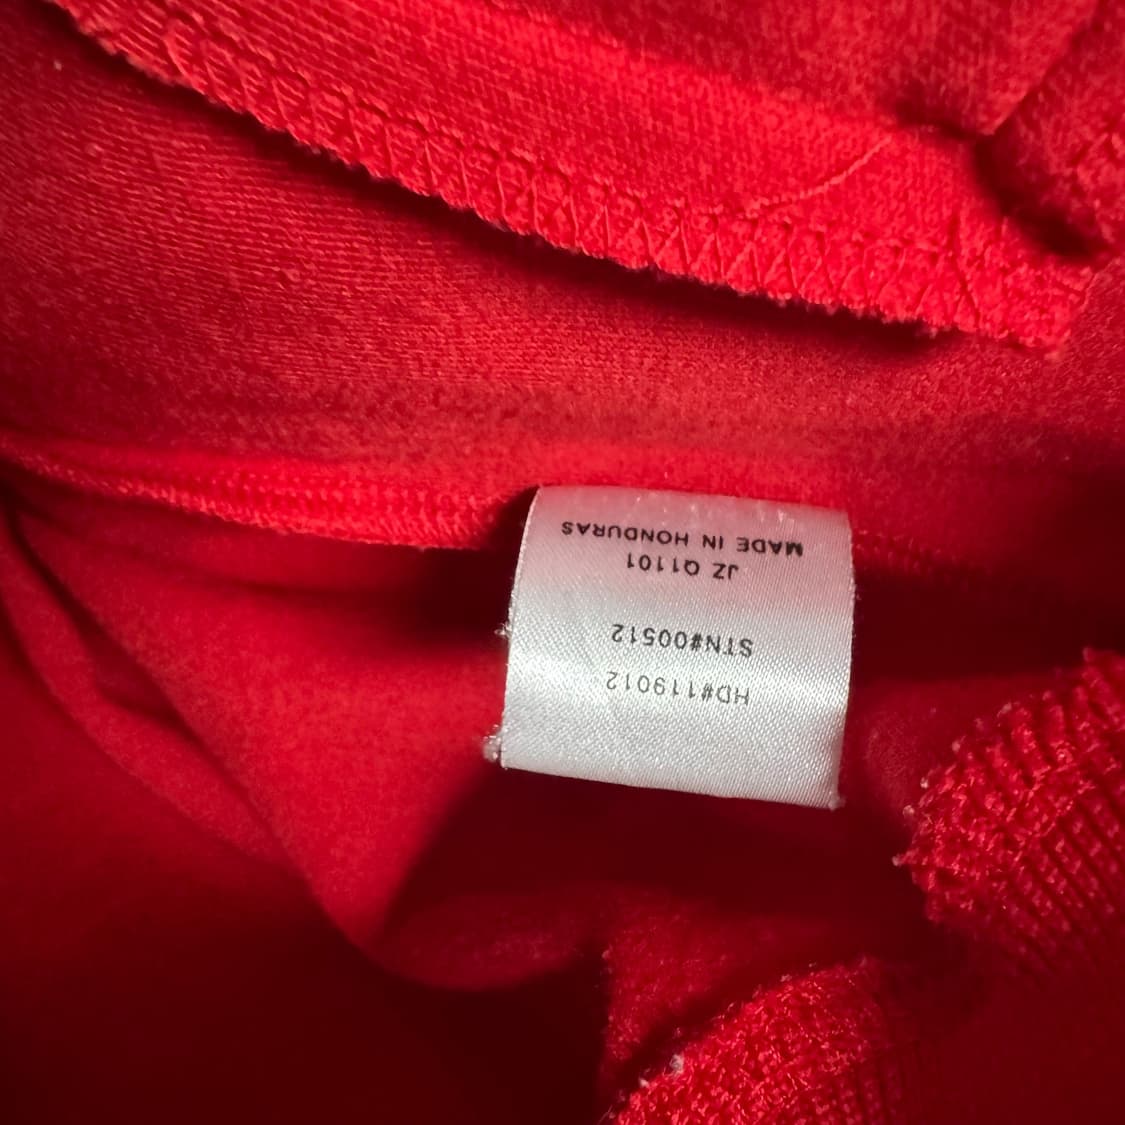 HD#119012
STN#00512
JZ Q1101
MADE IN HONDURAS